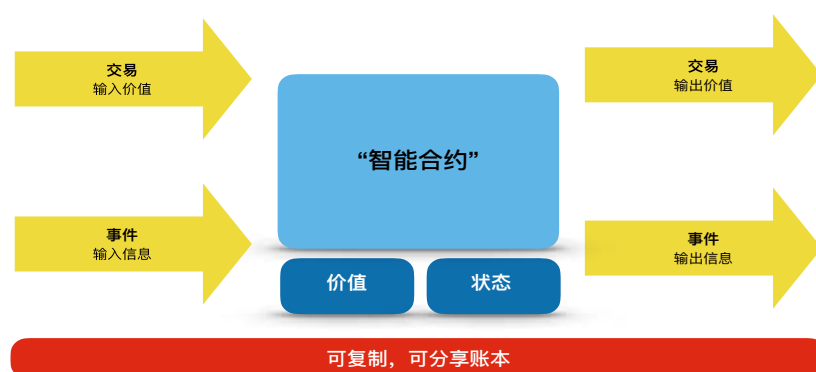 交易
输入价值
交易
输出价值
“智能合约”
事件
输入信息
事件
输出信息
价值
状态
可复制，可分享账本